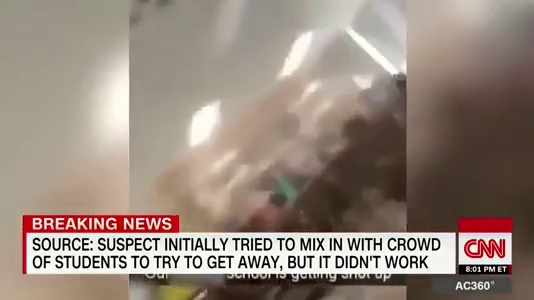 BREAKING NEWS
SOURCE: SUSPECT INITIALLY TRIED TO MIX IN WITH CROWD
OF STUDENTS TO TRY TO GET AWAY, BUT IT DIDN'T WORK
school is getting shot up
CNN
8:01 PM ET
AC360°